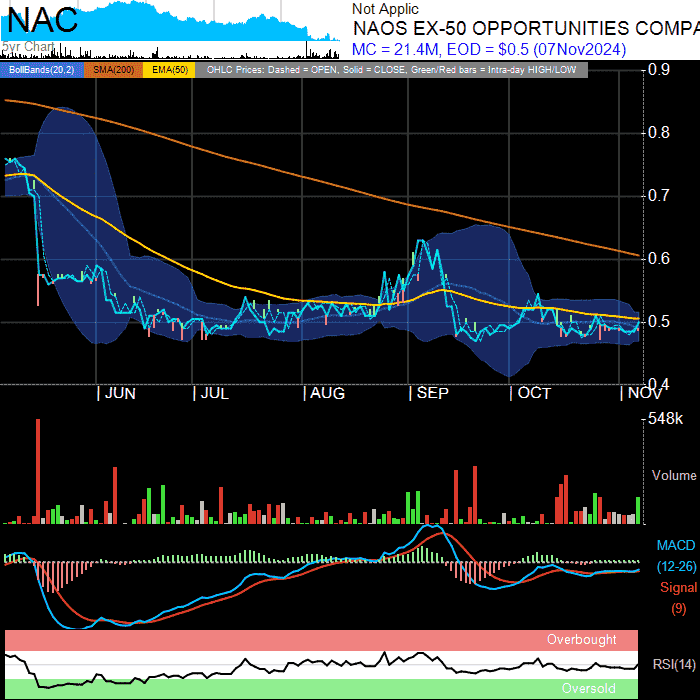 NAC
5yr Chart
Not Applic
NAOS EX-50 OPPORTUNITIES COMPA
MC = 21.4M, EOD = $0.5 (07Nov2024)
BollBands(20,2) SMA(200) EMA(50) OHLC Prices: Dashed = OPEN, Solid = CLOSE, Green/Red bars = Intra-day HIGH/LOW
0.9
0.8
0.7
0.6
0.5
0.4
JUN JUL AUG SEP OCT NOV
548k
Volume
MACD
(12-26)
Signal
(9)
Overbought
RSI(14)
Oversold